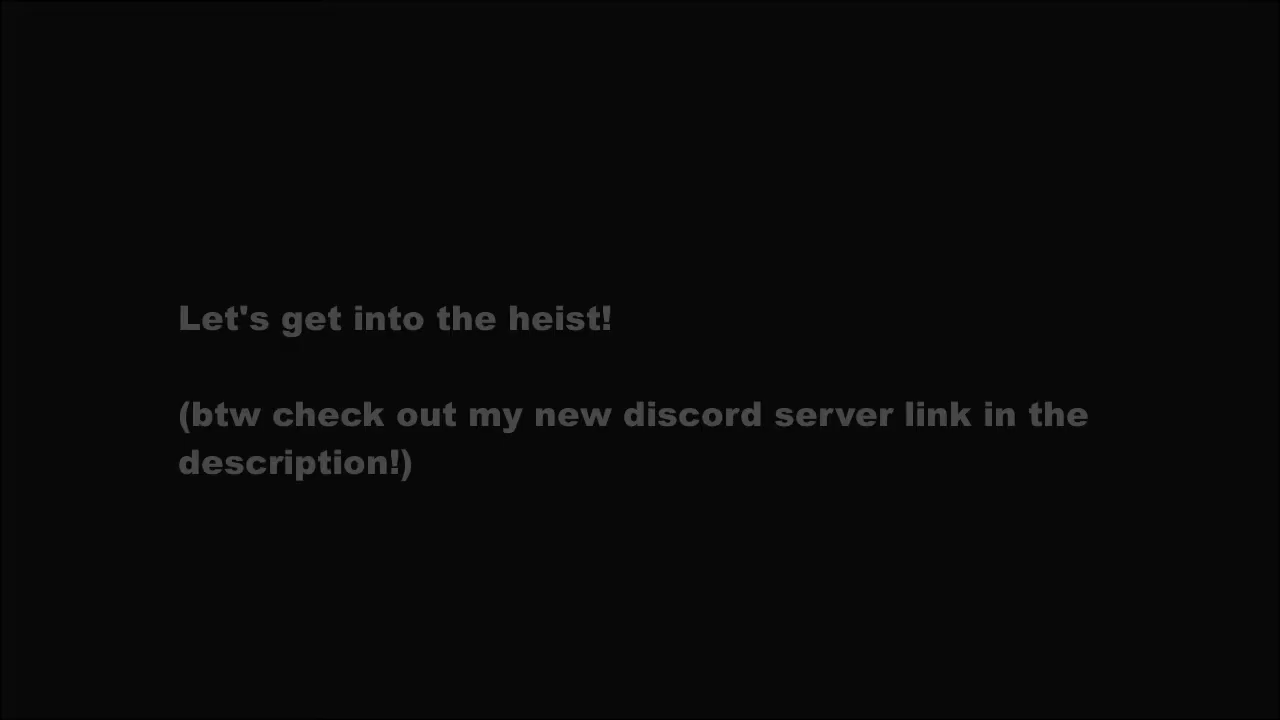 Let's get into the heist!
(btw check out my new discord server link in the
description!)